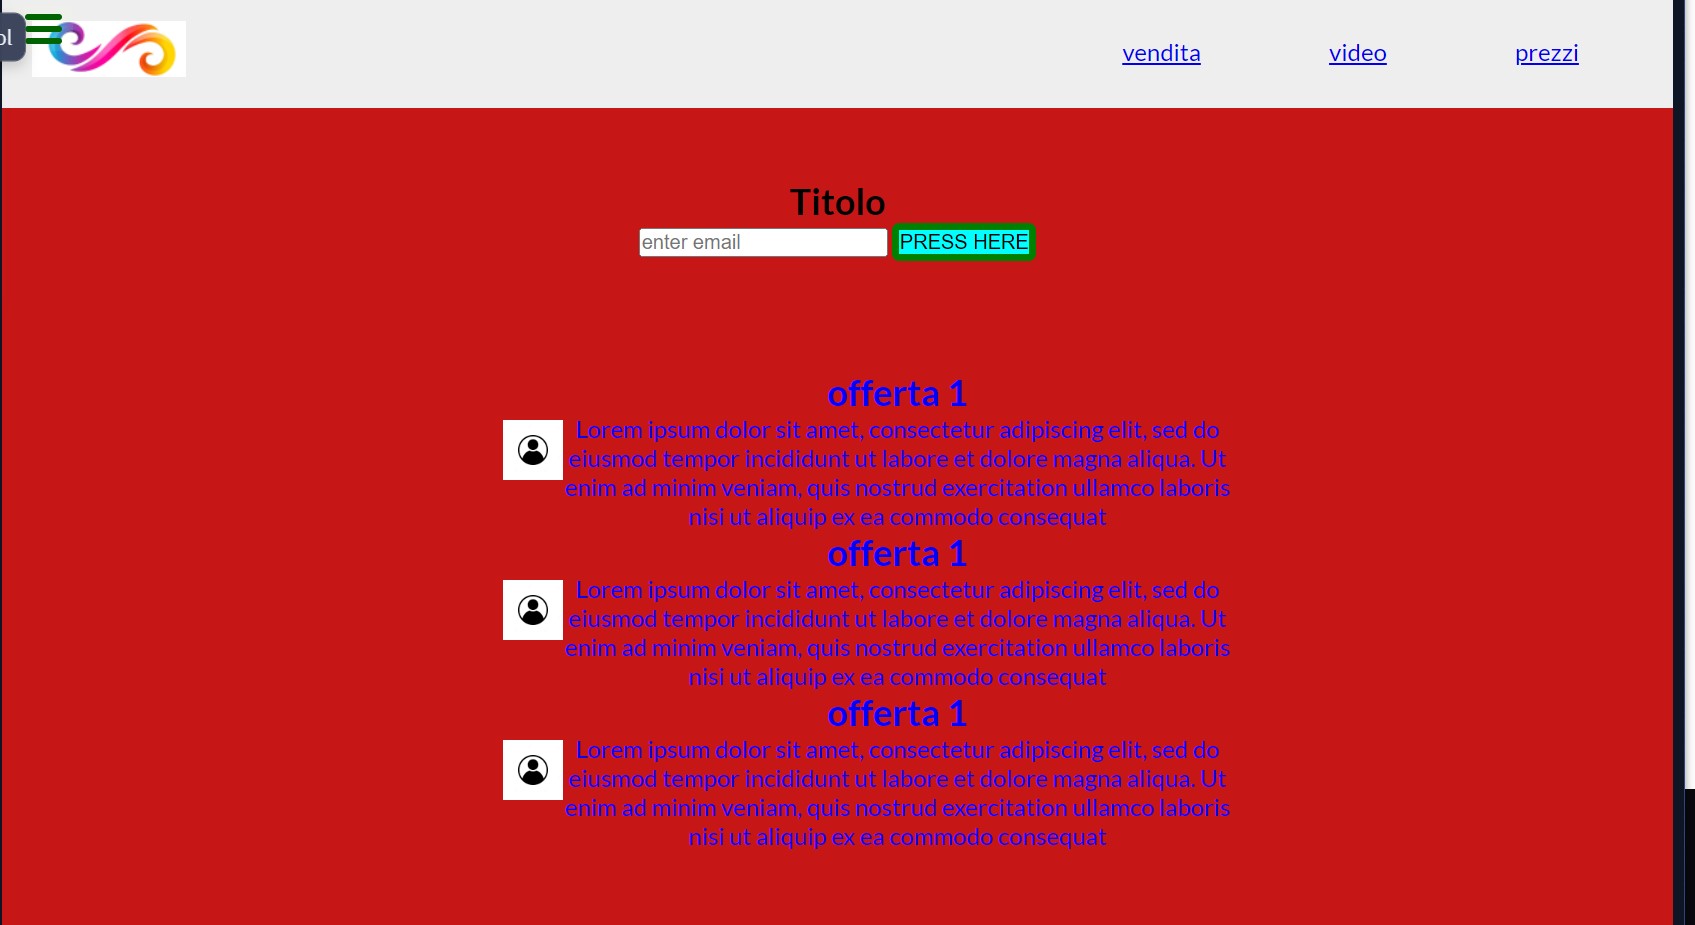 ol
vendita
video
prezzi
Titolo
enter email
PRESS HERE
offerta 1
Lorem ipsum dolor sit amet, consectetur adipiscing elit, sed do
eiusmod tempor incididunt ut labore et dolore magna aliqua. Ut
enim ad minim veniam, quis nostrud exercitation ullamco laboris
nisi ut aliquip ex ea commodo consequat
offerta 1
Lorem ipsum dolor sit amet, consectetur adipiscing elit, sed do
eiusmod tempor incididunt ut labore et dolore magna aliqua. Ut
enim ad minim veniam, quis nostrud exercitation ullamco laboris
nisi ut aliquip ex ea commodo consequat
offerta 1
Lorem ipsum dolor sit amet, consectetur adipiscing elit, sed do
eiusmod tempor incididunt ut labore et dolore magna aliqua. Ut
enim ad minim veniam, quis nostrud exercitation ullamco laboris
nisi ut aliquip ex ea commodo consequat